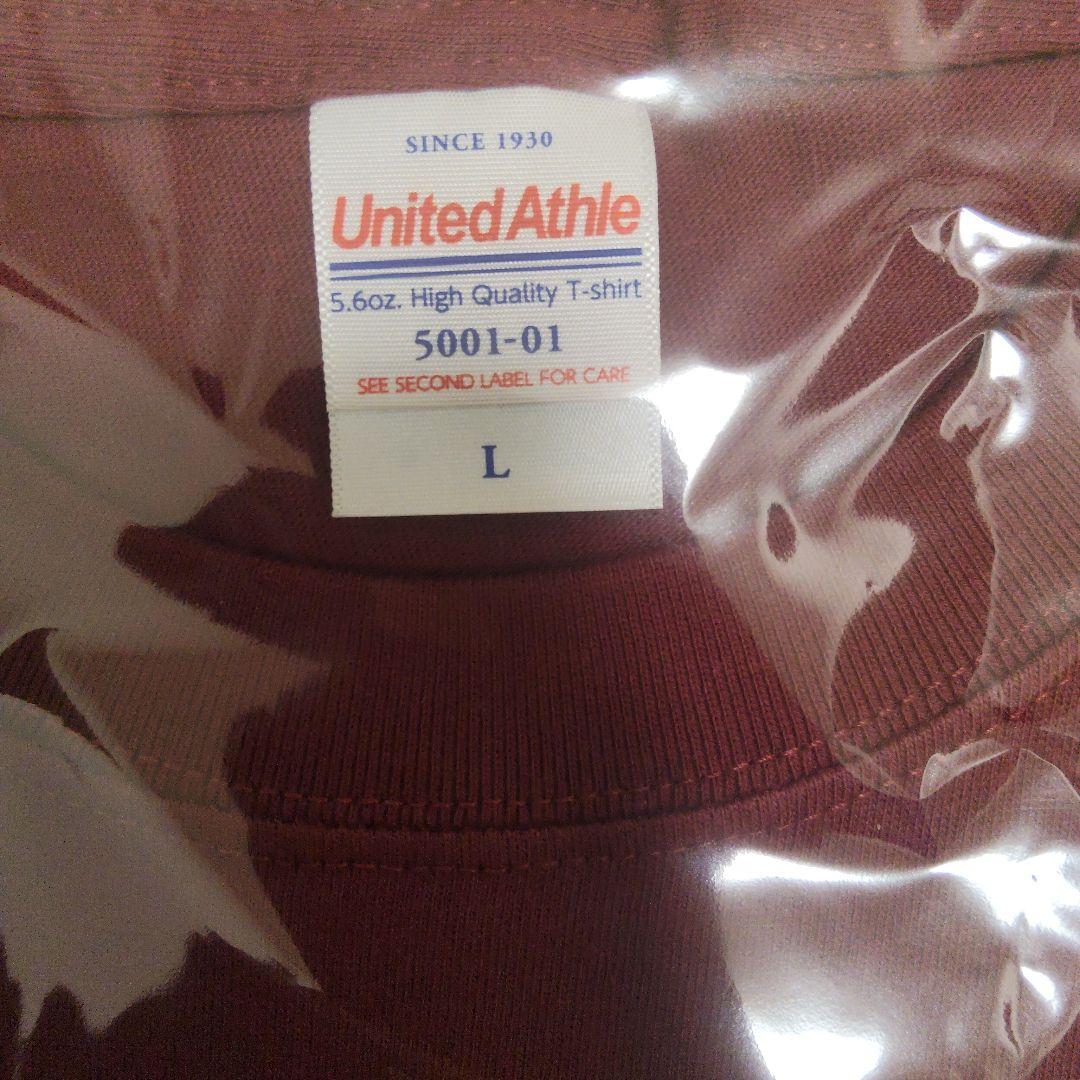 SINCE 1930
United Athle
5.6oz. High Quality T-shirt
5001-01
SEE SECOND LABEL FOR CARE
L